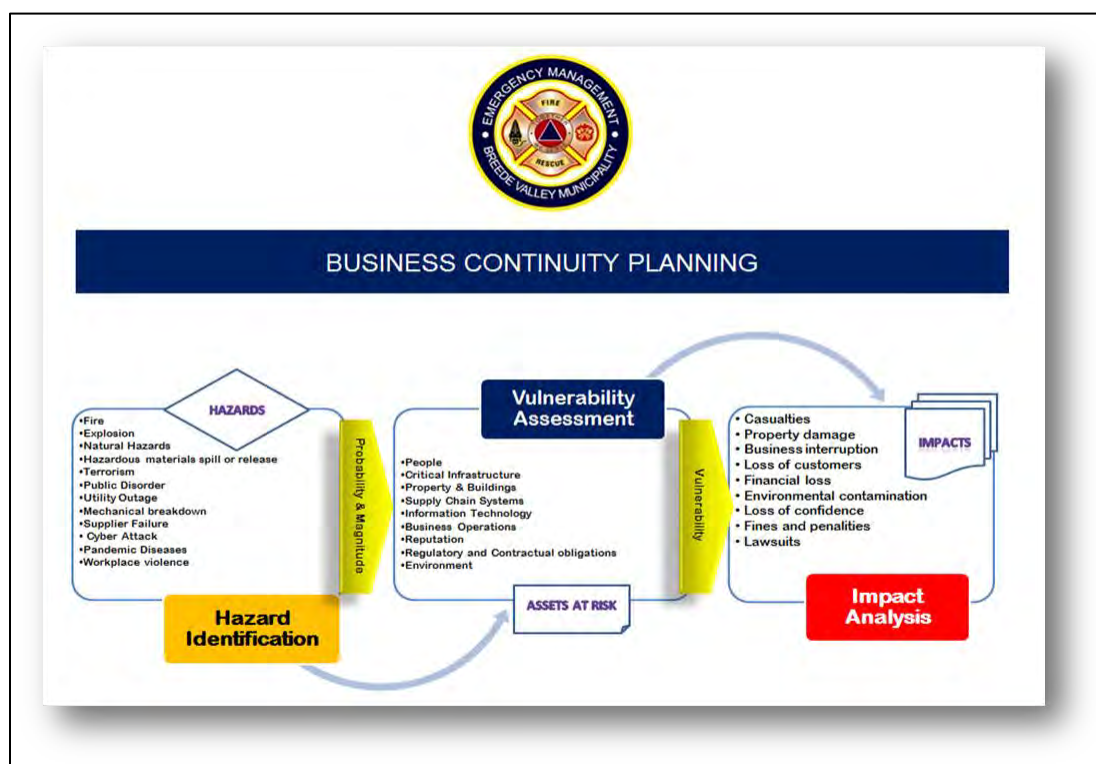 EMERGENCY MANAGEMENT
FIRE
RESCUE
BREEDE VALLEY MUNICIPALITY
BUSINESS CONTINUITY PLANNING
HAZARDS
•Fire
•Explosion
•Natural Hazards
•Hazardous materials spill or release
•Terrorism
•Public Disorder
•Utility Outage
•Mechanical breakdown
•Supplier Failure
• Cyber Attack
•Pandemic Diseases
•Workplace violence
Hazard
Identification
Probability & Magnitude
Vulnerability
Assessment
•People
•Critical Infrastructure
•Property & Buildings
•Supply Chain Systems
•Information Technology
•Business Operations
•Reputation
•Regulatory and Contractual obligations
•Environment
ASSETS AT RISK
Vulnerability
IMPACTS
• Casualties
• Property damage
• Business interruption
• Loss of customers
• Financial loss
• Environmental contamination
• Loss of confidence
• Fines and penalities
• Lawsuits
Impact
Analysis